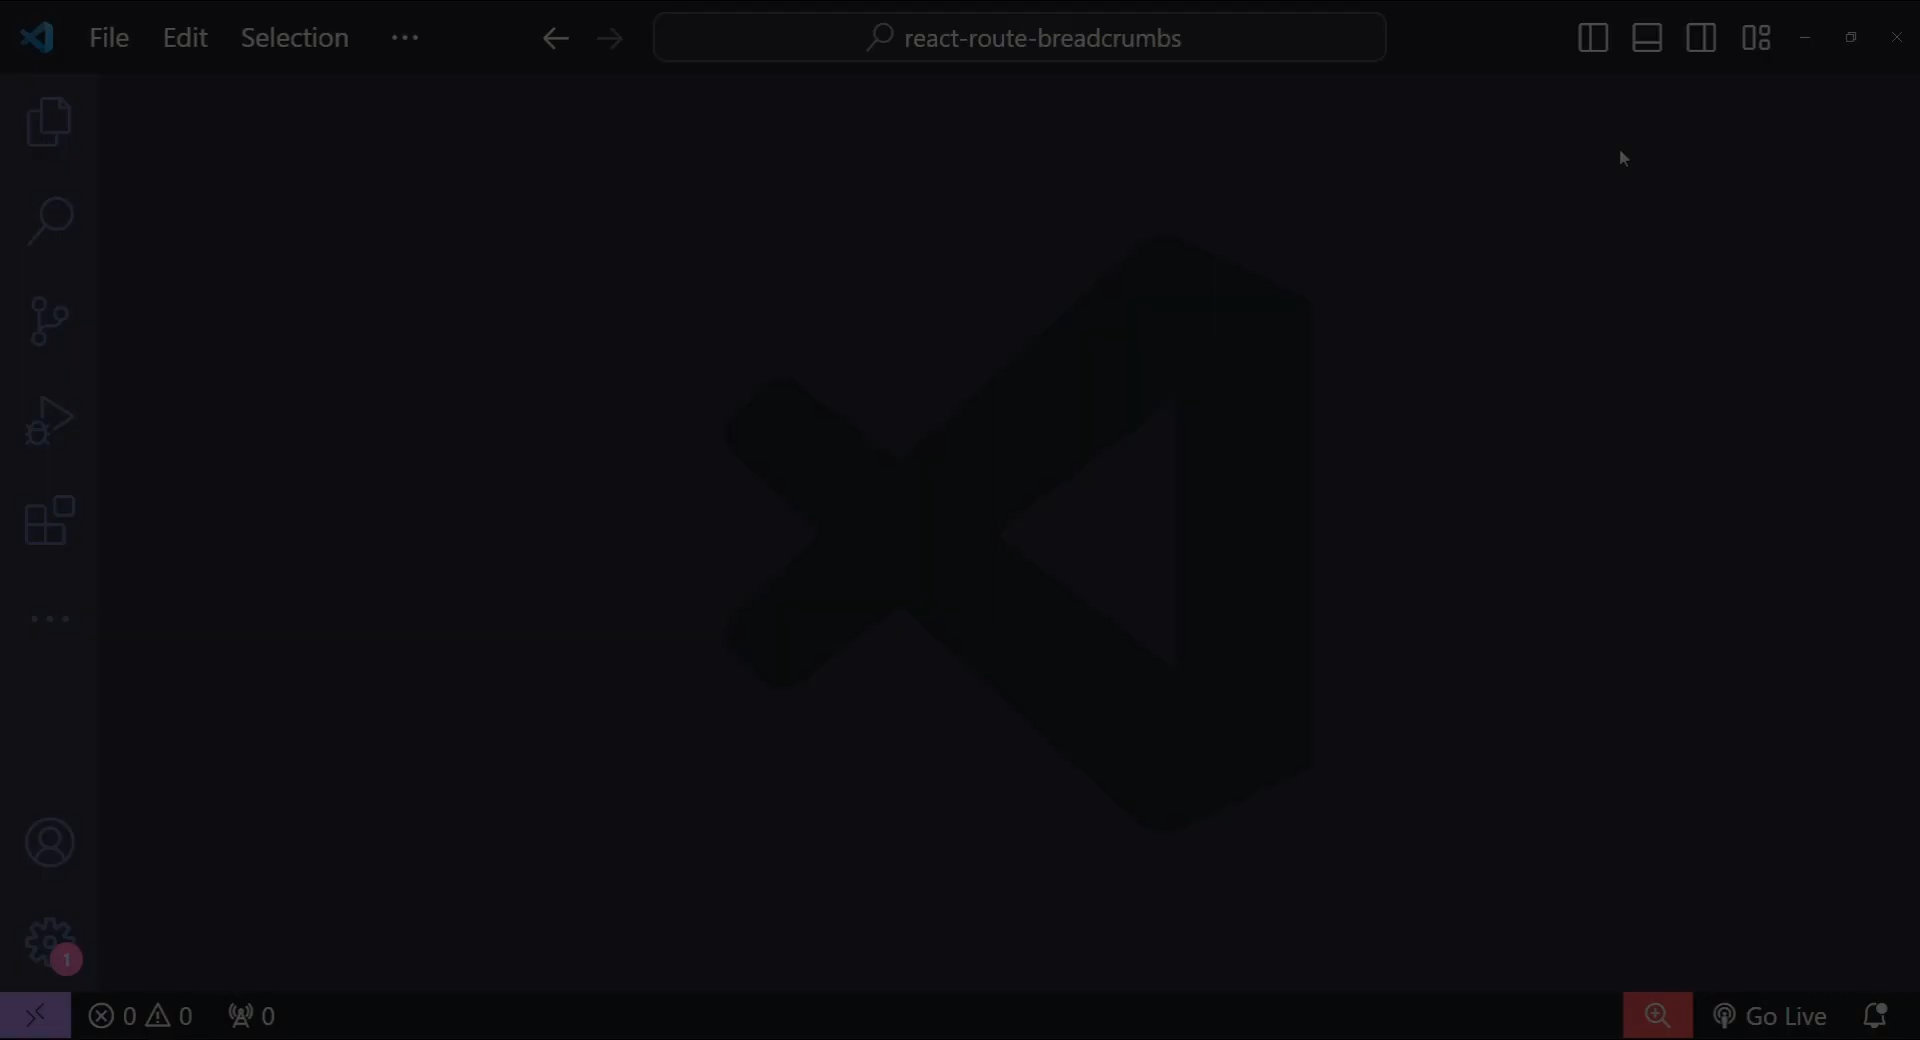 File Edit Selection ···
react-route-breadcrumbs
1
0 0 0
Go Live